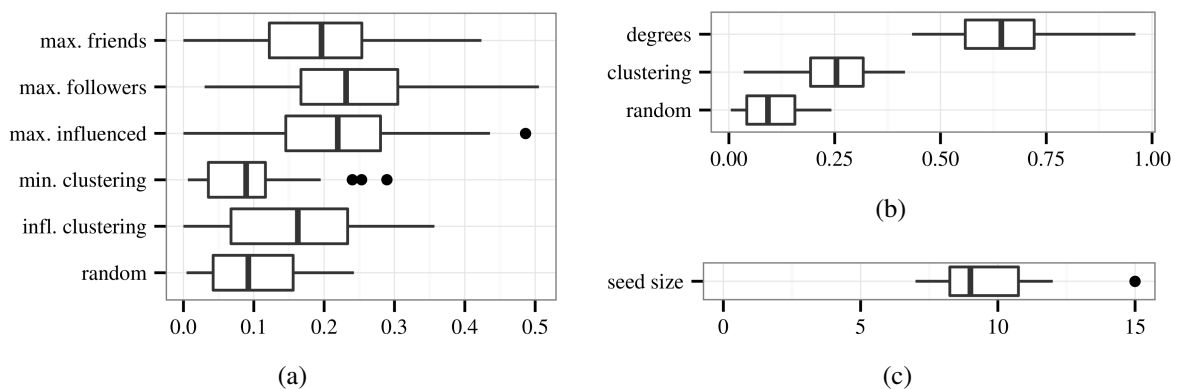 max. friends
max. followers
max. influenced
min. clustering
infl. clustering
random
0.0 0.1 0.2 0.3 0.4 0.5
(a)
degrees
clustering
random
0.00 0.25 0.50 0.75 1.00
(b)
seed size
0 5 10 15
(c)